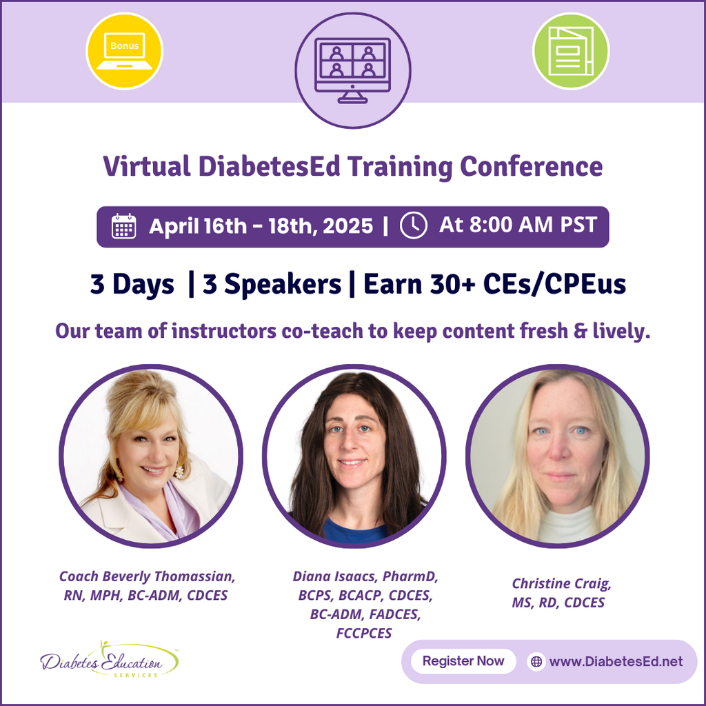 Bonus
Virtual DiabetesEd Training Conference
April 16th - 18th, 2025 | At 8:00 AM PST
3 Days | 3 Speakers | Earn 30+ CEs/CPEus
Our team of instructors co-teach to keep content fresh & lively.
Coach Beverly Thomassian,
RN, MPH, BC-ADM, CDCES
Diana Isaacs, PharmD,
BCPS, BCACP, CDCES,
BC-ADM, FADCES,
FCCPCES
Christine Craig,
MS, RD, CDCES
Diabetes Education
SERVICES
Register Now
www.DiabetesEd.net